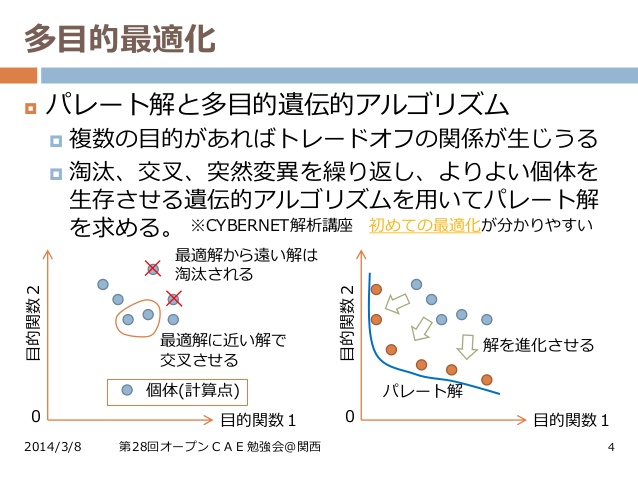 多目的最適化
パレート解と多目的遺伝的アルゴリズム
複数の目的があればトレードオフの関係が生じうる
淘汰、交叉、突然変異を繰り返し、よりよい個体を
生存させる遺伝的アルゴリズムを用いてパレート解
を求める。 ※CYBERNET解析講座 初めての最適化が分かりやすい
最適解から遠い解は
淘汰される
目的関数２
最適解に近い解で
交叉させる
個体(計算点)
0
目的関数１
目的関数２
解を進化させる
パレート解
0
目的関数１
2014/3/8 第28回オープンＣＡＥ勉強会＠関西 4